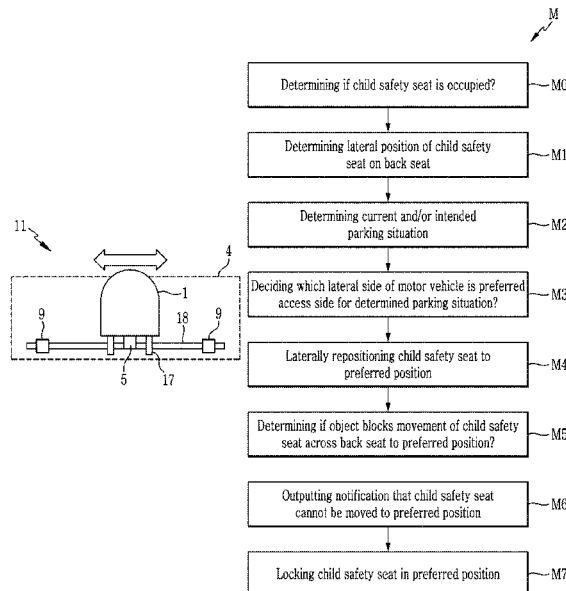 M
Determining if child safety seat is occupied?
M0
Determining lateral position of child safety
seat on back seat
M1
Determining current and/or intended
parking situation
M2
Deciding which lateral side of motor vehicle is preferred
access side for determined parking situation?
M3
Laterally repositioning child safety seat to
preferred position
M4
Determining if object blocks movement of child safety
seat across back seat to preferred position?
M5
Outputting notification that child safety seat
cannot be moved to preferred position
M6
Locking child safety seat in preferred position
M7
11
4
1
9
18
9
5
17